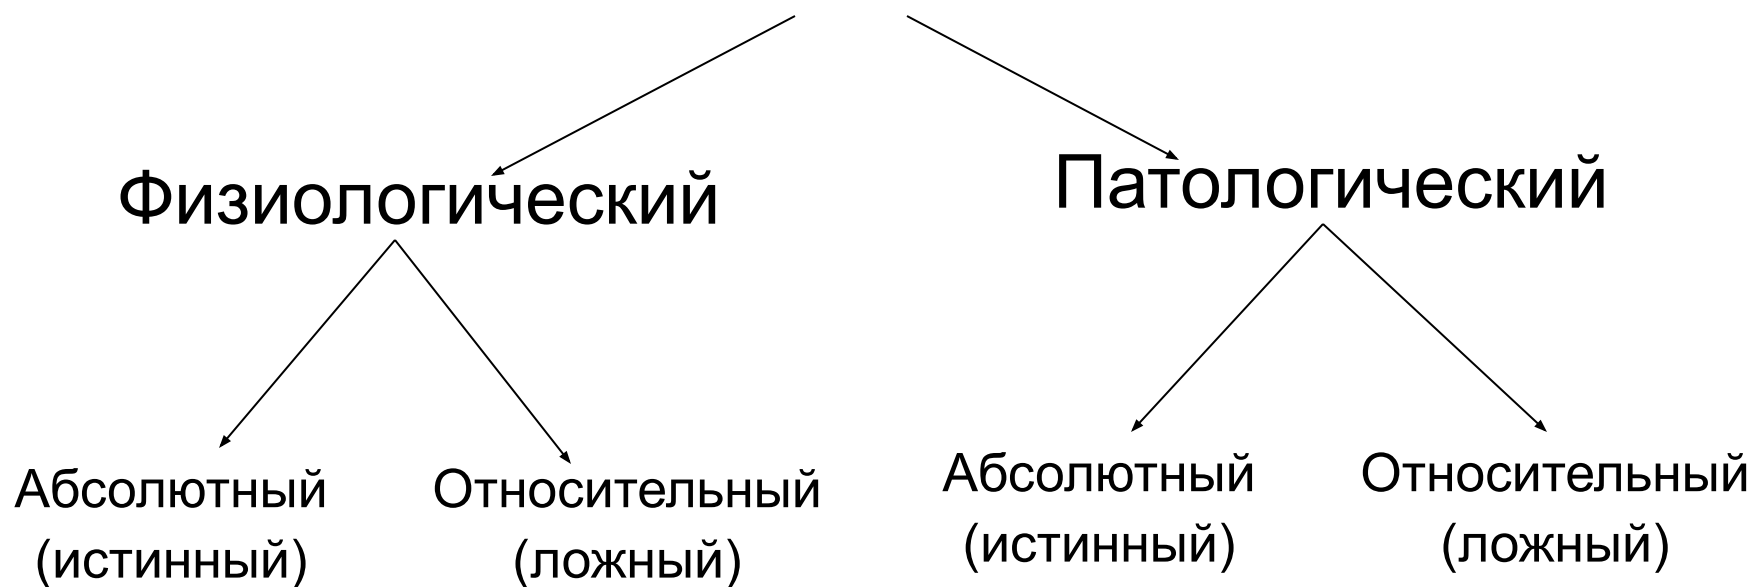 Физиологический
Патологический
Абсолютный
(истинный)
Относительный
(ложный)
Абсолютный
(истинный)
Относительный
(ложный)